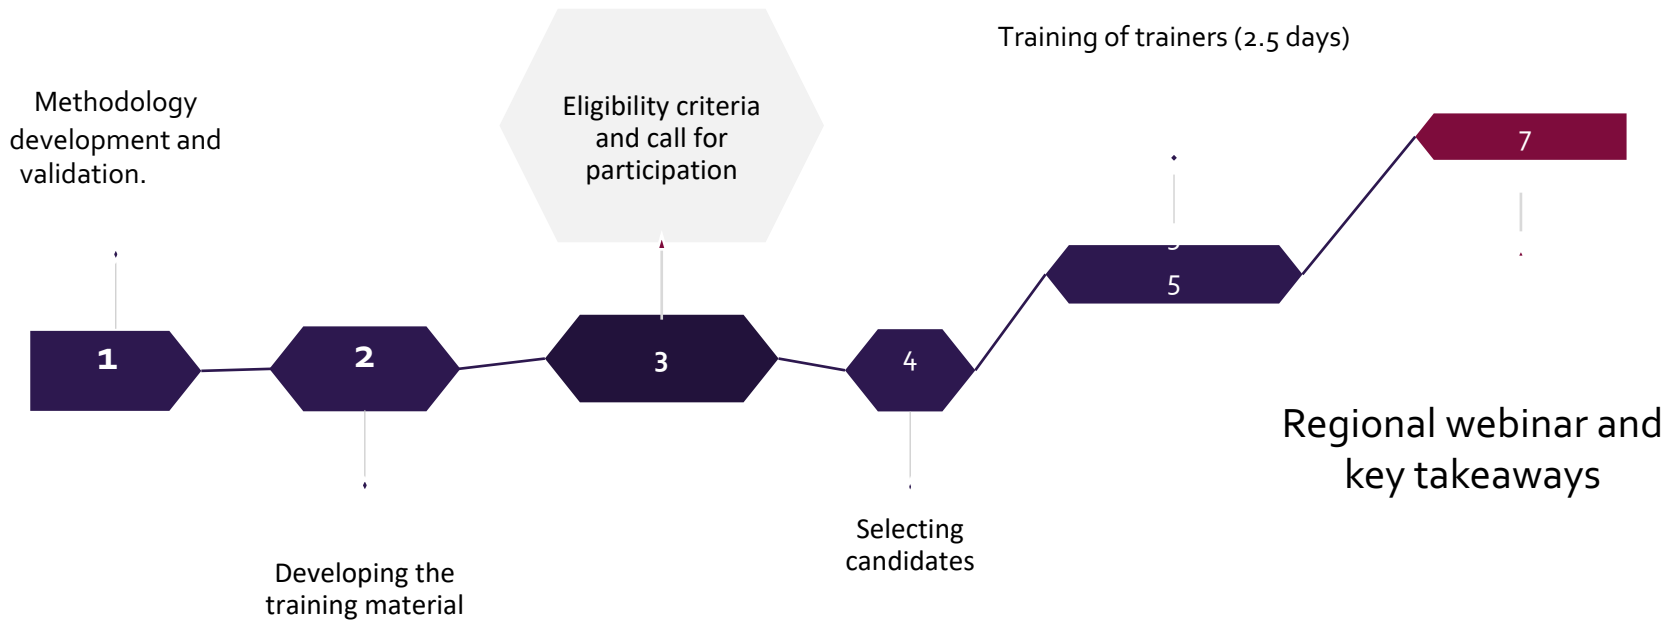 Training of trainers (2.5 days)
Methodology
development and
validation.
Eligibility criteria
and call for
participation
7
5
1
2
3
4
Regional webinar and
key takeaways
Selecting
candidates
Developing the
training material